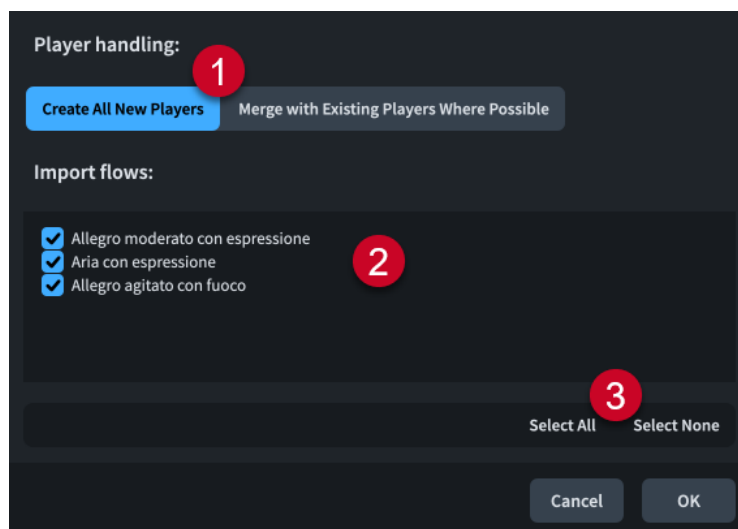 Player handling:
1
Create All New Players Merge with Existing Players Where Possible
Import flows:
Allegro moderato con espressione
Aria con espressione
2
Allegro agitato con fuoco
3
Select All Select None
Cancel OK